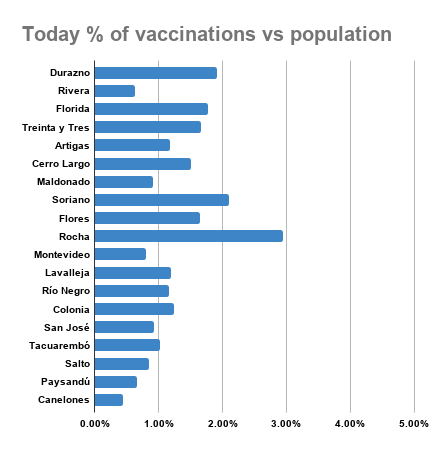 Today % of vaccinations vs population
Durazno
Rivera
Florida
Treinta y Tres
Artigas
Cerro Largo
Maldonado
Soriano
Flores
Rocha
Montevideo
Lavalleja
Río Negro
Colonia
San José
Tacuarembó
Salto
Paysandú
Canelones
0.00% 1.00% 2.00% 3.00% 4.00% 5.00%